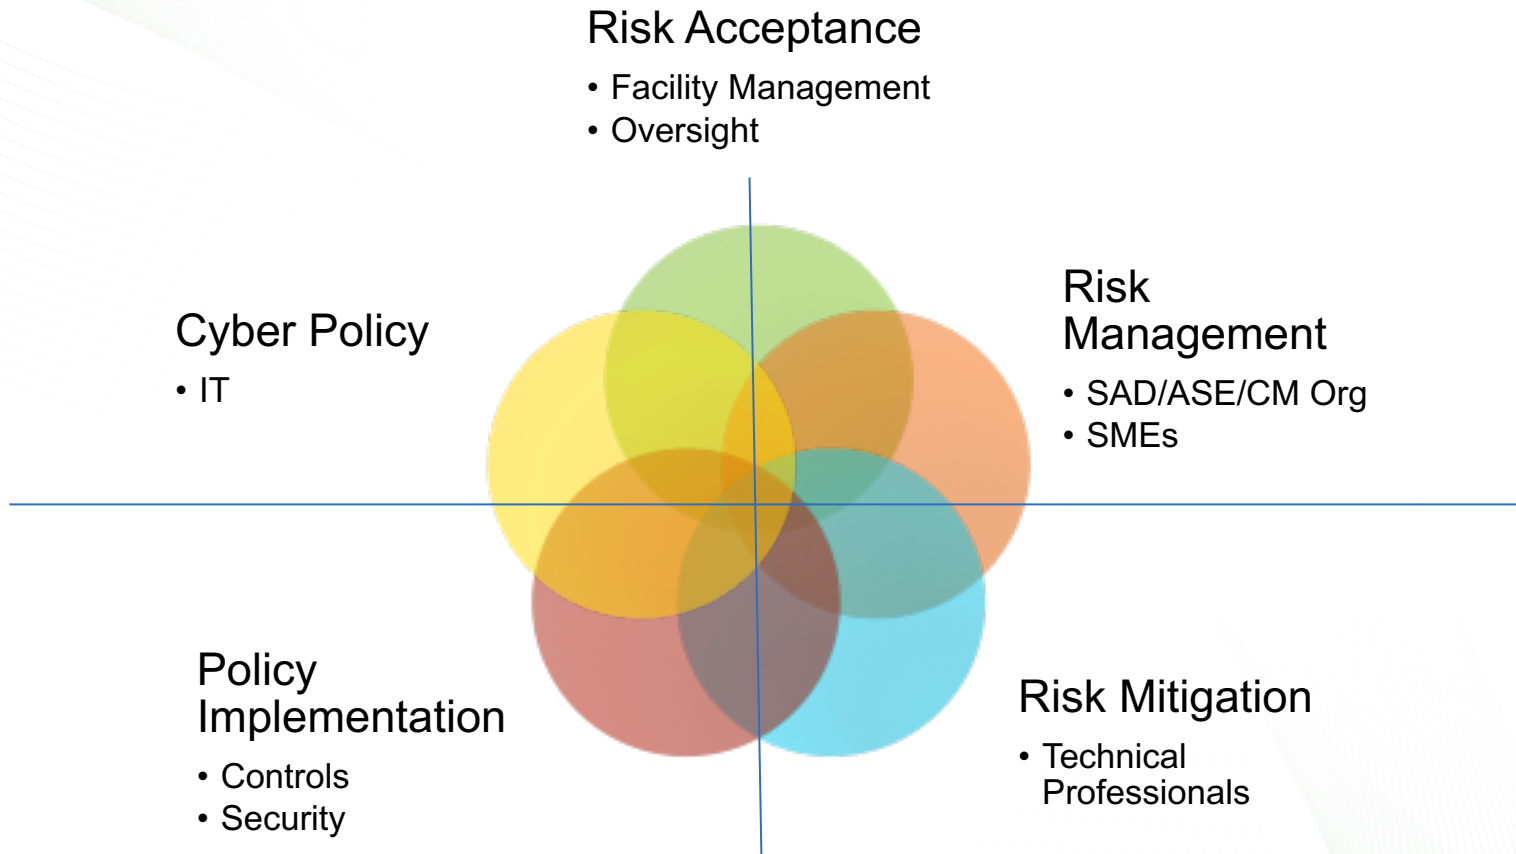 Risk Acceptance
• Facility Management
• Oversight
Cyber Policy
• IT
Risk
Management
• SAD/ASE/CM Org
• SMEs
Policy
Implementation
• Controls
• Security
Risk Mitigation
• Technical
Professionals